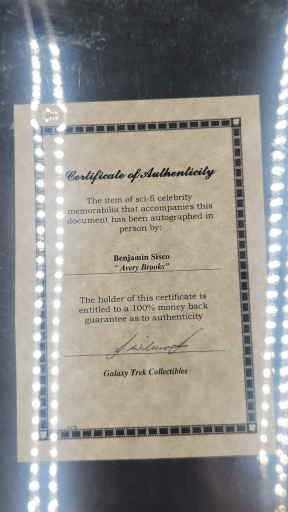 Certificate of Authenticity
The item of sci-fi celebrity
memorabilia that accompanies this
document has been autographed in
person by:
Benjamin Sisco
"Avery Brooks"
The holder of this certificate is
entitled to a 100% money back
guarantee as to authenticity
Galaxy Trek Collectibles